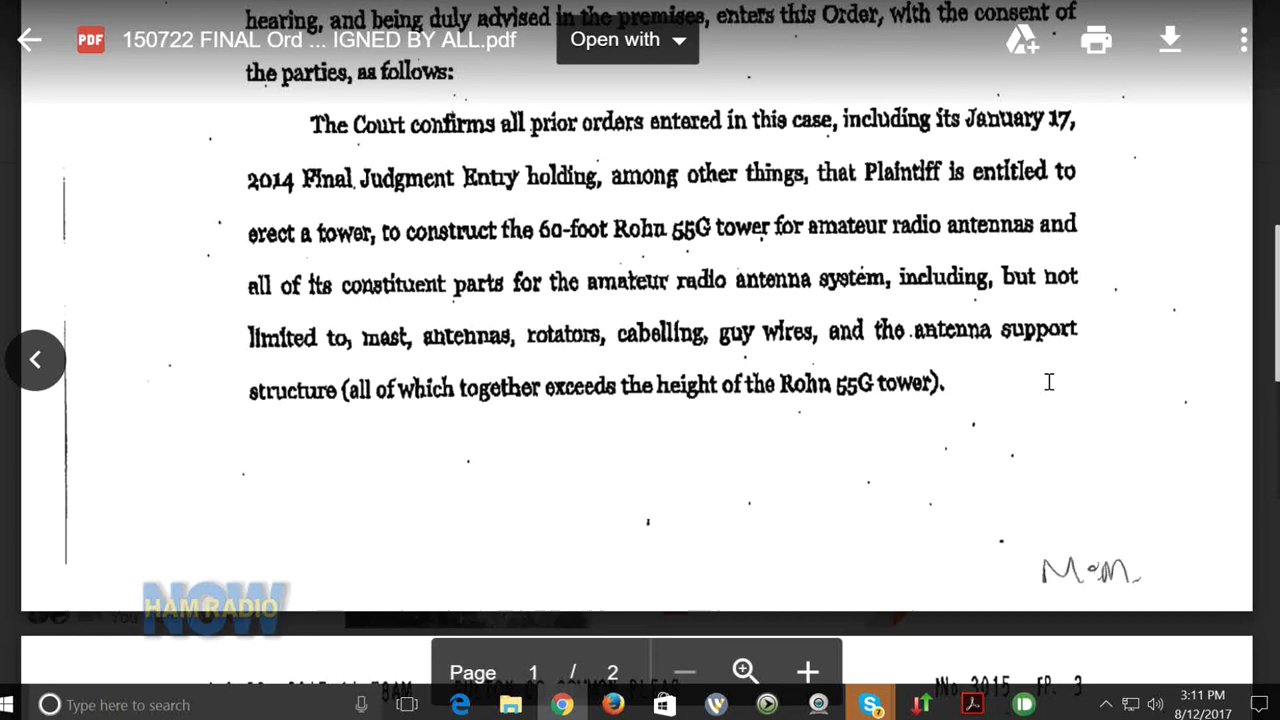 hearing, and being duly advised in the premises, enters this Order, with the consent of
150722 FINAL Ord ... IGNED BY ALL.pdf
PDF
Open with
the parties, as follows:
The Court confirms all prior orders entered in this case, including its January 17,
2014 Final Judgment Entry holding, among other things, that Plaintiff is entitled to
erect a tower, to construct the 60-foot Rohn 55G tower for amateur radio antennas and
all of its constituent parts for the amateur radio antenna system, including, but not
limited to, mast, antennas, rotators, cabelling, guy wires, and the antenna support
structure (all of which together exceeds the height of the Rohn 55G tower).
M.M.
HAM RADIO
NOW
Page 1 / 2
No. 3015 P. 3
Type here to search
7
3:11 PM
8/12/2017